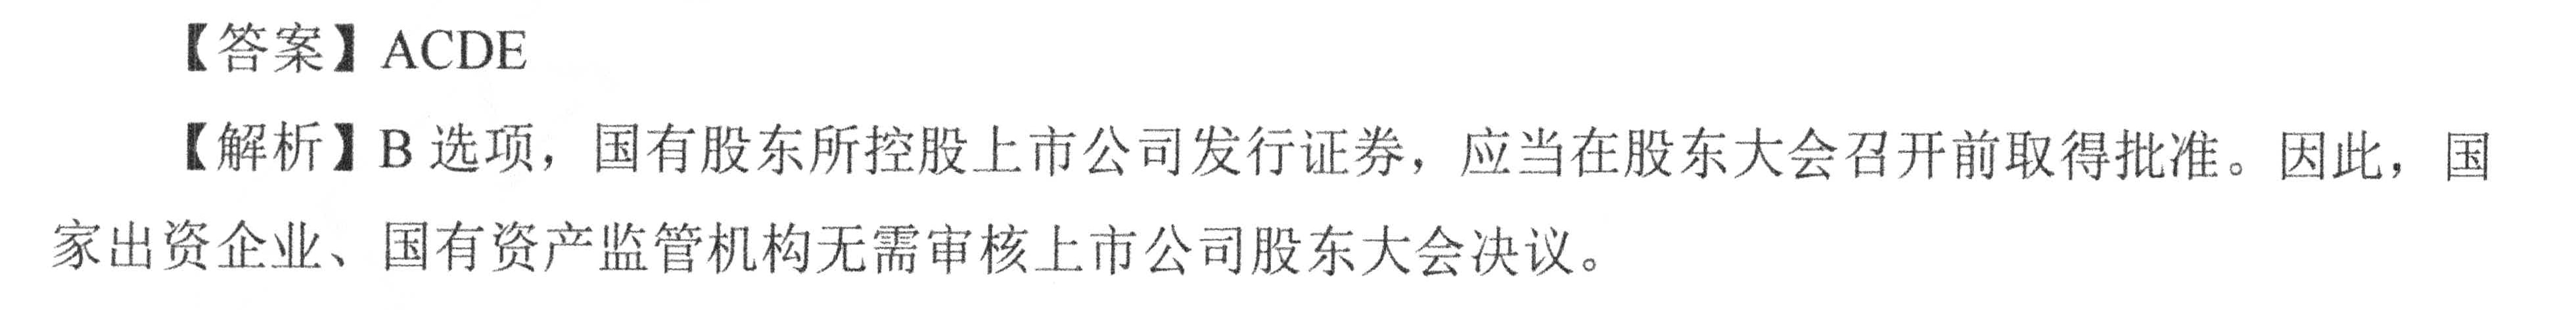 【答案】ACDE
【解析】B 选项，国有股东所控股上市公司发行证券，应当在股东大会召开前取得批准。因此，国
家出资企业、国有资产监管机构无需审核上市公司股东大会决议。